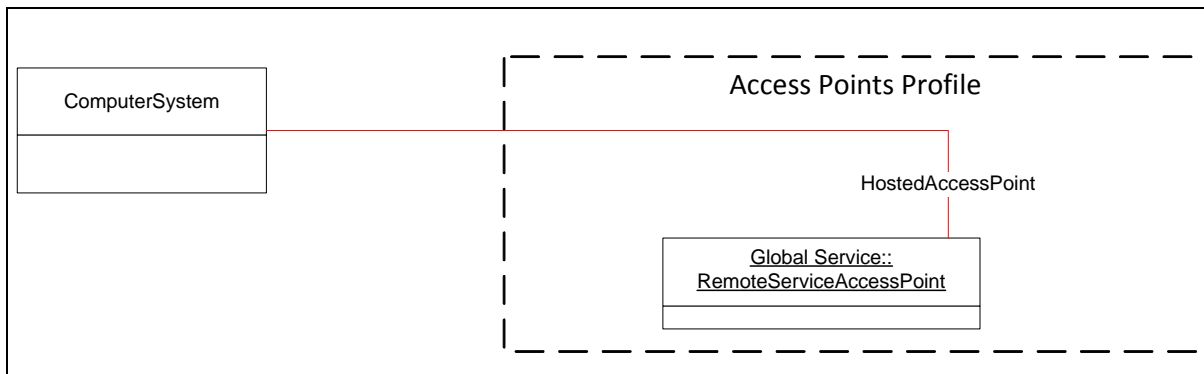 ComputerSystem
Access Points Profile
HostedAccessPoint
Global Service::
RemoteServiceAccessPoint